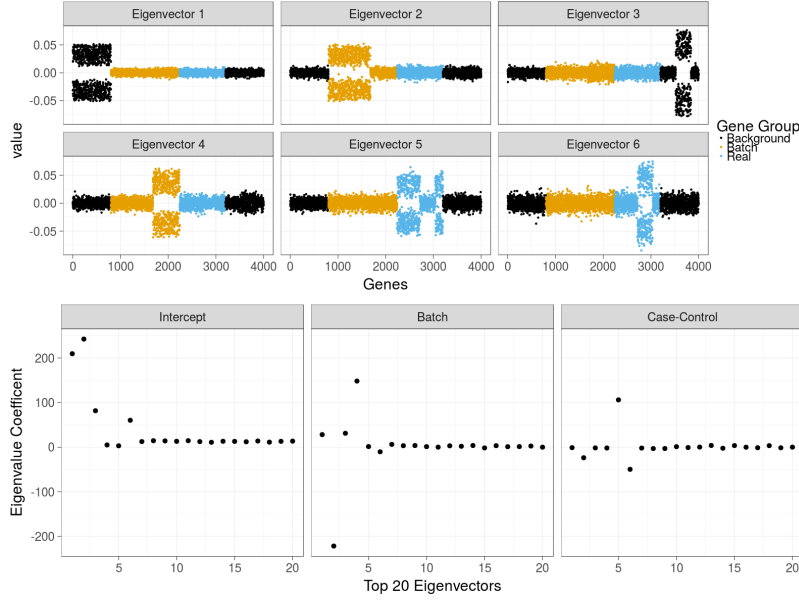 Eigenvector 1 Eigenvector 2 Eigenvector 3
0.05
0.00
-0.05
value
Eigenvector 4 Eigenvector 5 Eigenvector 6
0.05
0.00
-0.05
0 1000 2000 3000 4000 0 1000 2000 3000 4000 0 1000 2000 3000 4000
Genes
Gene Group
Background
Batch
Real
Intercept Batch Case-Control
200
100
0
-100
-200
Eigenvalue Coefficent
5 10 15 20 5 10 15 20 5 10 15 20
Top 20 Eigenvectors